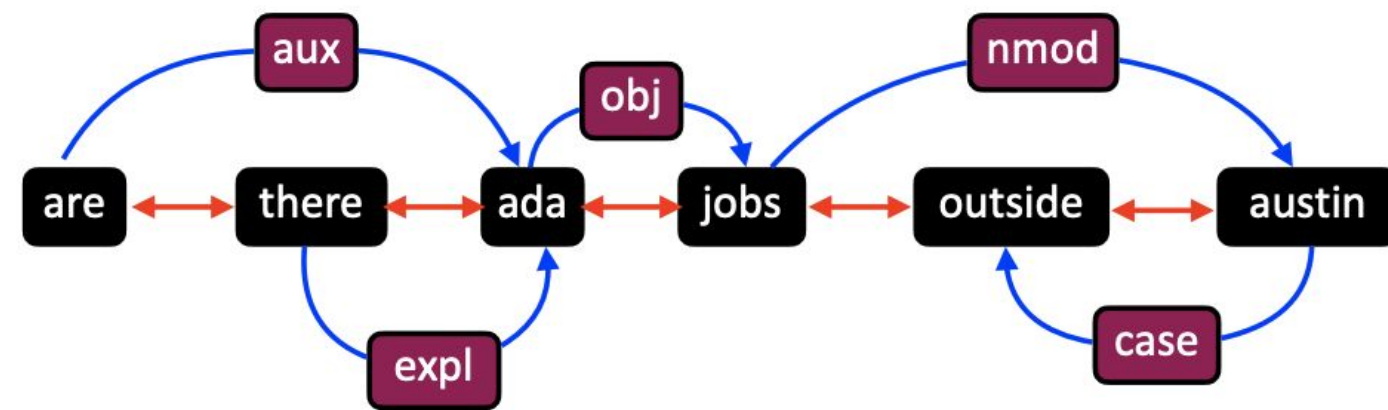 aux
nmod
obj
are there ada jobs outside austin
expl
case